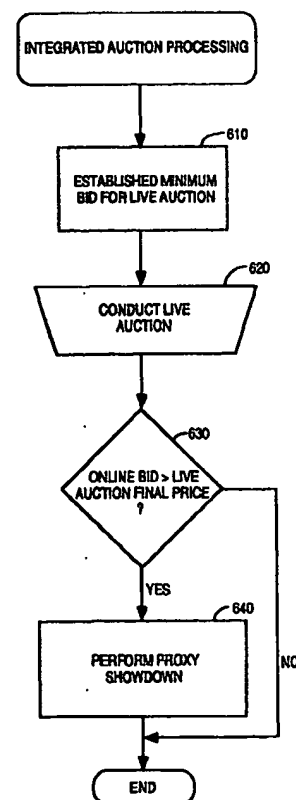 INTEGRATED AUCTION PROCESSING
610
ESTABLISHED MINIMUM
BID FOR LIVE AUCTION
620
CONDUCT LIVE
AUCTION
630
ONLINE BID > LIVE
AUCTION FINAL PRICE
?
YES
640
PERFORM PROXY
SHOWDOWN
NO
END